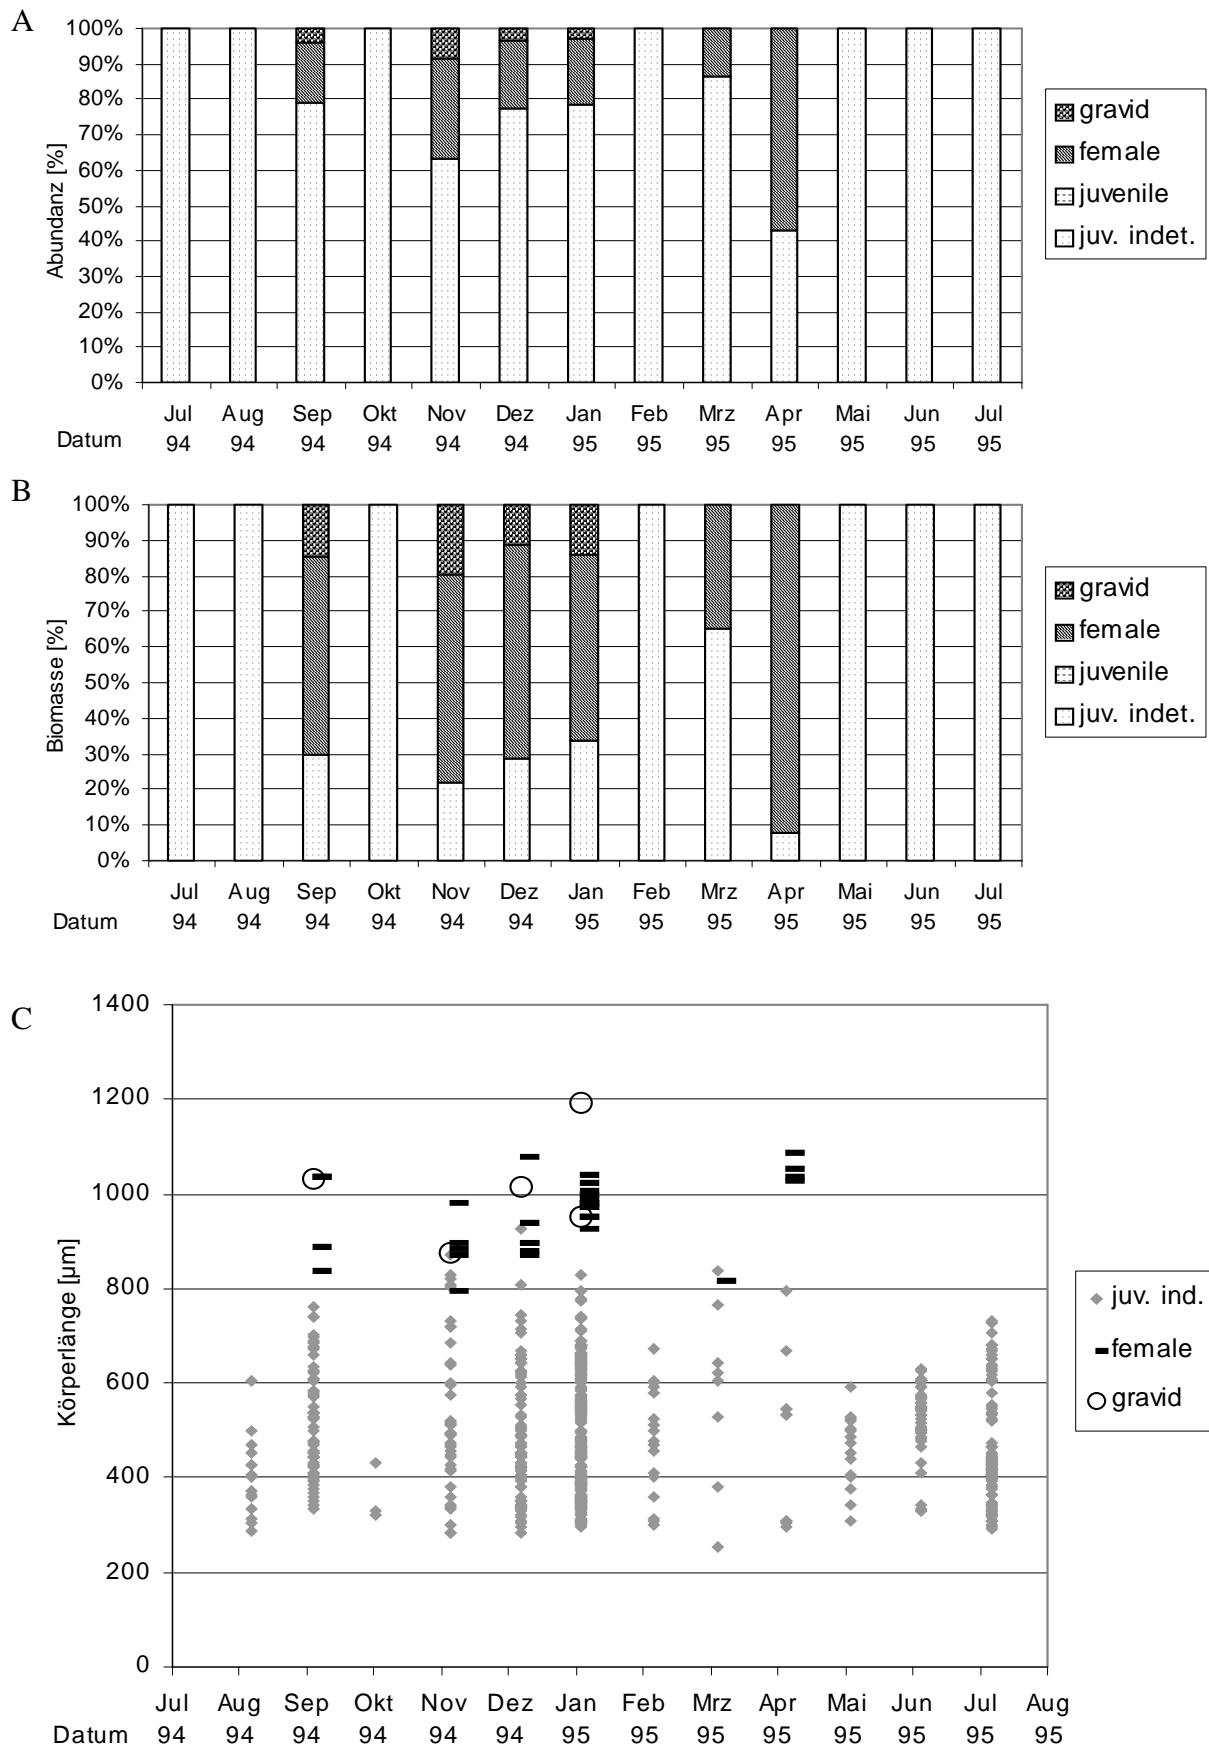 A
100%
90%
80%
70%
60%
50%
40%
30%
20%
10%
0%
Abundanz [%]
Jul Aug Sep Okt Nov Dez Jan Feb Mrz Apr Mai Jun Jul
Datum 94 94 94 94 94 94 95 95 95 95 95 95 95
gravid
female
juvenile
juv. indet.
B
100%
90%
80%
70%
60%
50%
40%
30%
20%
10%
0%
Biomasse [%]
Jul Aug Sep Okt Nov Dez Jan Feb Mrz Apr Mai Jun Jul
Datum 94 94 94 94 94 94 95 95 95 95 95 95 95
gravid
female
juvenile
juv. indet.
C
1400
1200
1000
800
600
400
200
0
Körperlänge [µm]
Jul Aug Sep Okt Nov Dez Jan Feb Mrz Apr Mai Jun Jul Aug
Datum 94 94 94 94 94 94 95 95 95 95 95 95 95 95
juv. ind.
female
gravid